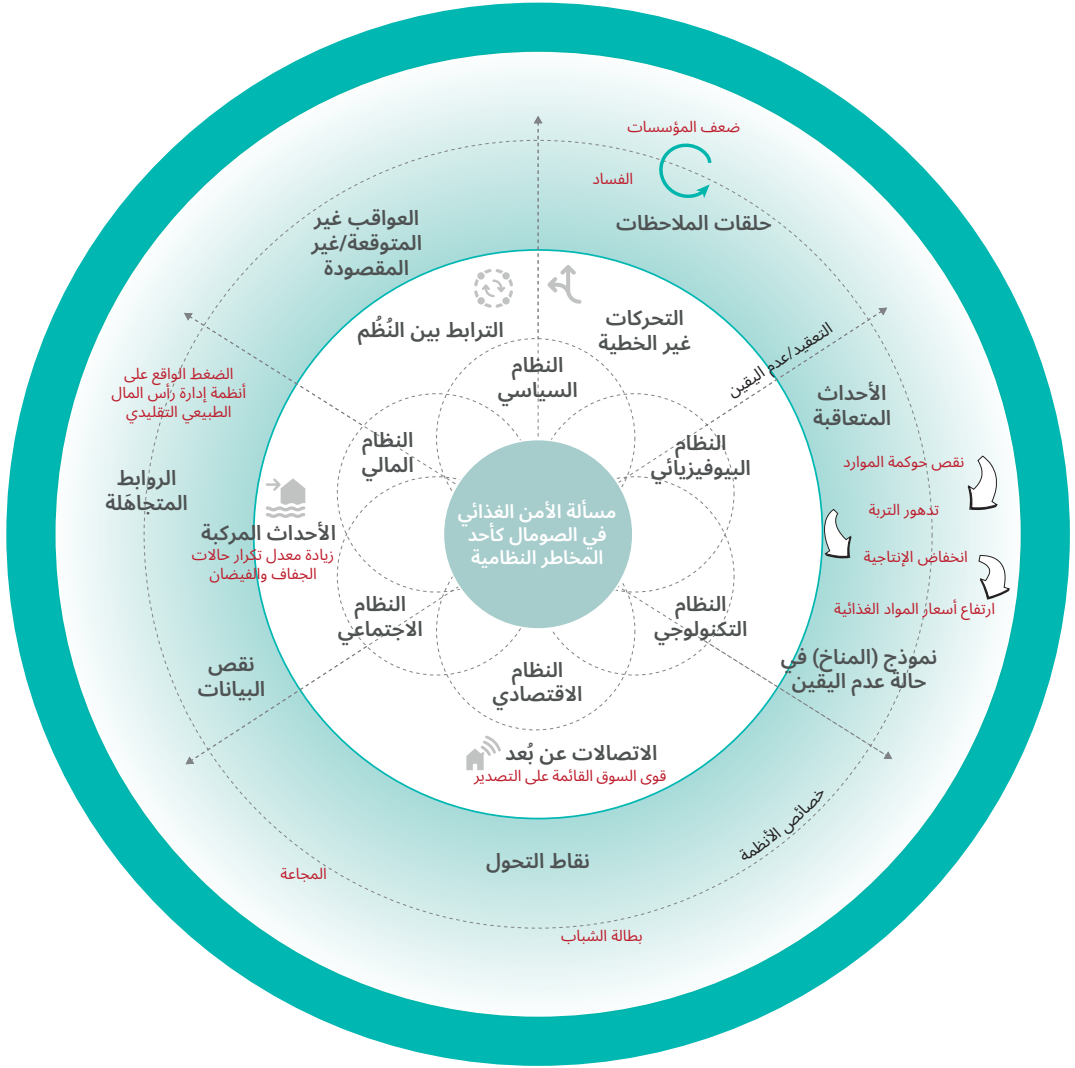 ضعف المؤسسات
الفساد
حلقات الملاحظات
العواقب غير
المتوقعة/غير
المقصودة
الترابط بين النُظُم
التحركات
غير الخطية
التعقيد/عدم اليقين
النظام
السياسي
الضغط الواقع على
أنظمة إدارة رأس المال
الطبيعي التقليدي
الأحداث
المتعاقبة
النظام
البيوفيزيائي
النظام
المالي
نقص حوكمة الموارد
تدهور التربة
انخفاض الإنتاجية
ارتفاع أسعار المواد الغذائية
الروابط
المتجاهَلة
الأحداث المركبة
زيادة معدل تكرار حالات
الجفاف والفيضان
مسألة الأمن الغذائي
في الصومال كأحد
المخاطر النظامية
النظام
التكنولوجي
النظام
الاجتماعي
نموذج (المناخ) في
حالة عدم اليقين
نقص
البيانات
النظام
الاقتصادي
الاتصالات عن بُعد
قوى السوق القائمة على التصدير
خصائص الأنظمة
نقاط التحول
المجاعة
بطالة الشباب